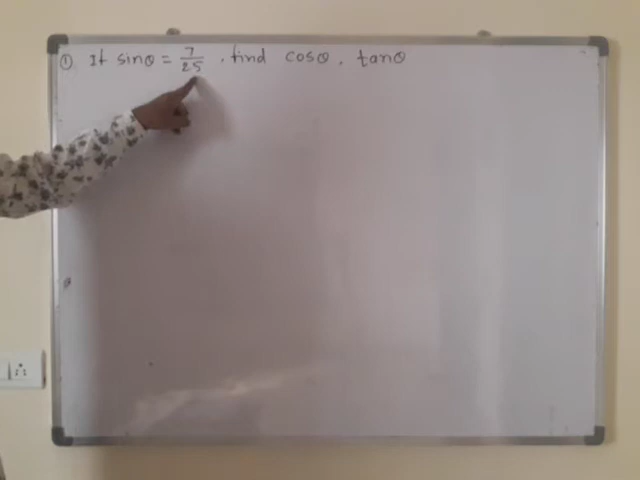 ① If sinθ = 7/25 , find cosθ , tanθ